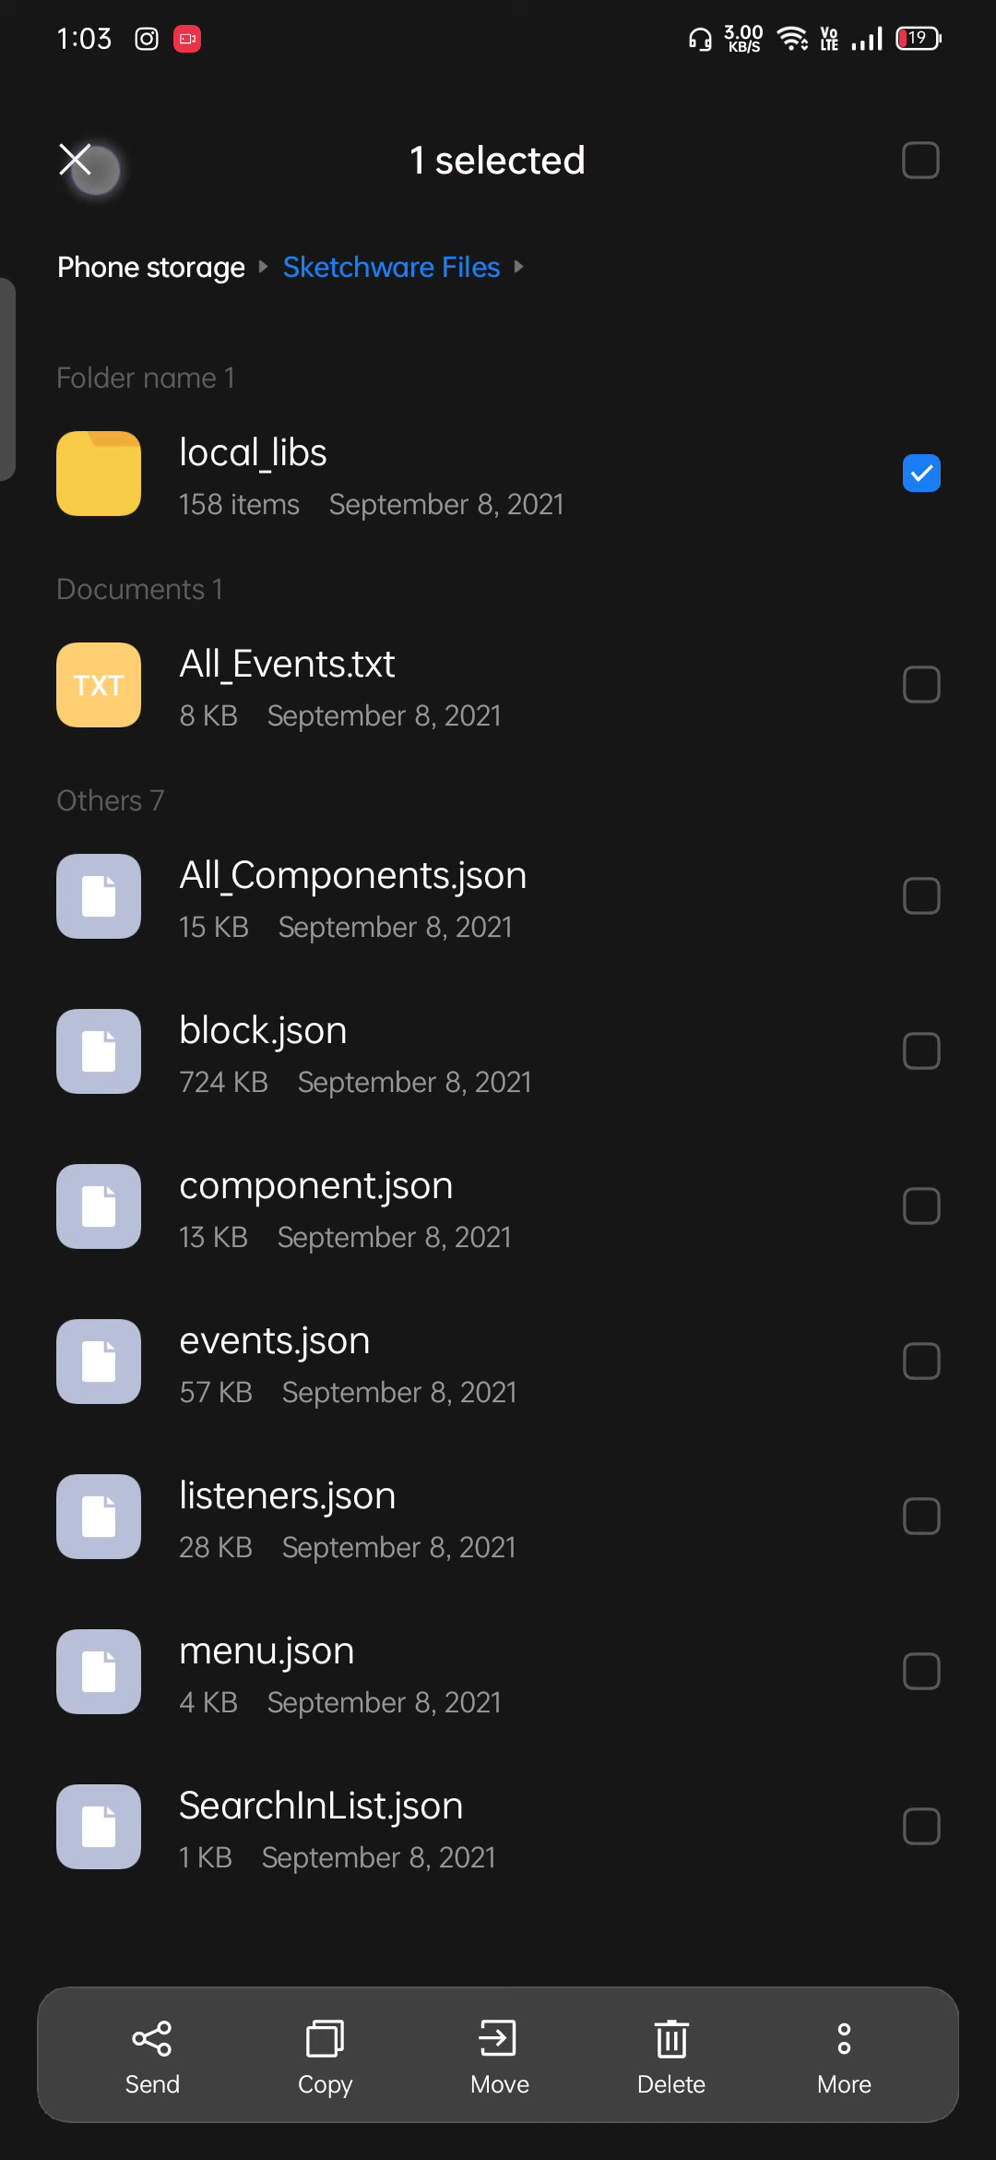 1:03 3.00 KB/S Vo LTE 19
1 selected
Phone storage Sketchware Files
Folder name 1
local_libs
158 items September 8, 2021
Documents 1
TXT All_Events.txt
8 KB September 8, 2021
Others 7
All_Components.json
15 KB September 8, 2021
block.json
724 KB September 8, 2021
component.json
13 KB September 8, 2021
events.json
57 KB September 8, 2021
listeners.json
28 KB September 8, 2021
menu.json
4 KB September 8, 2021
SearchInList.json
1 KB September 8, 2021
Send Copy Move Delete More